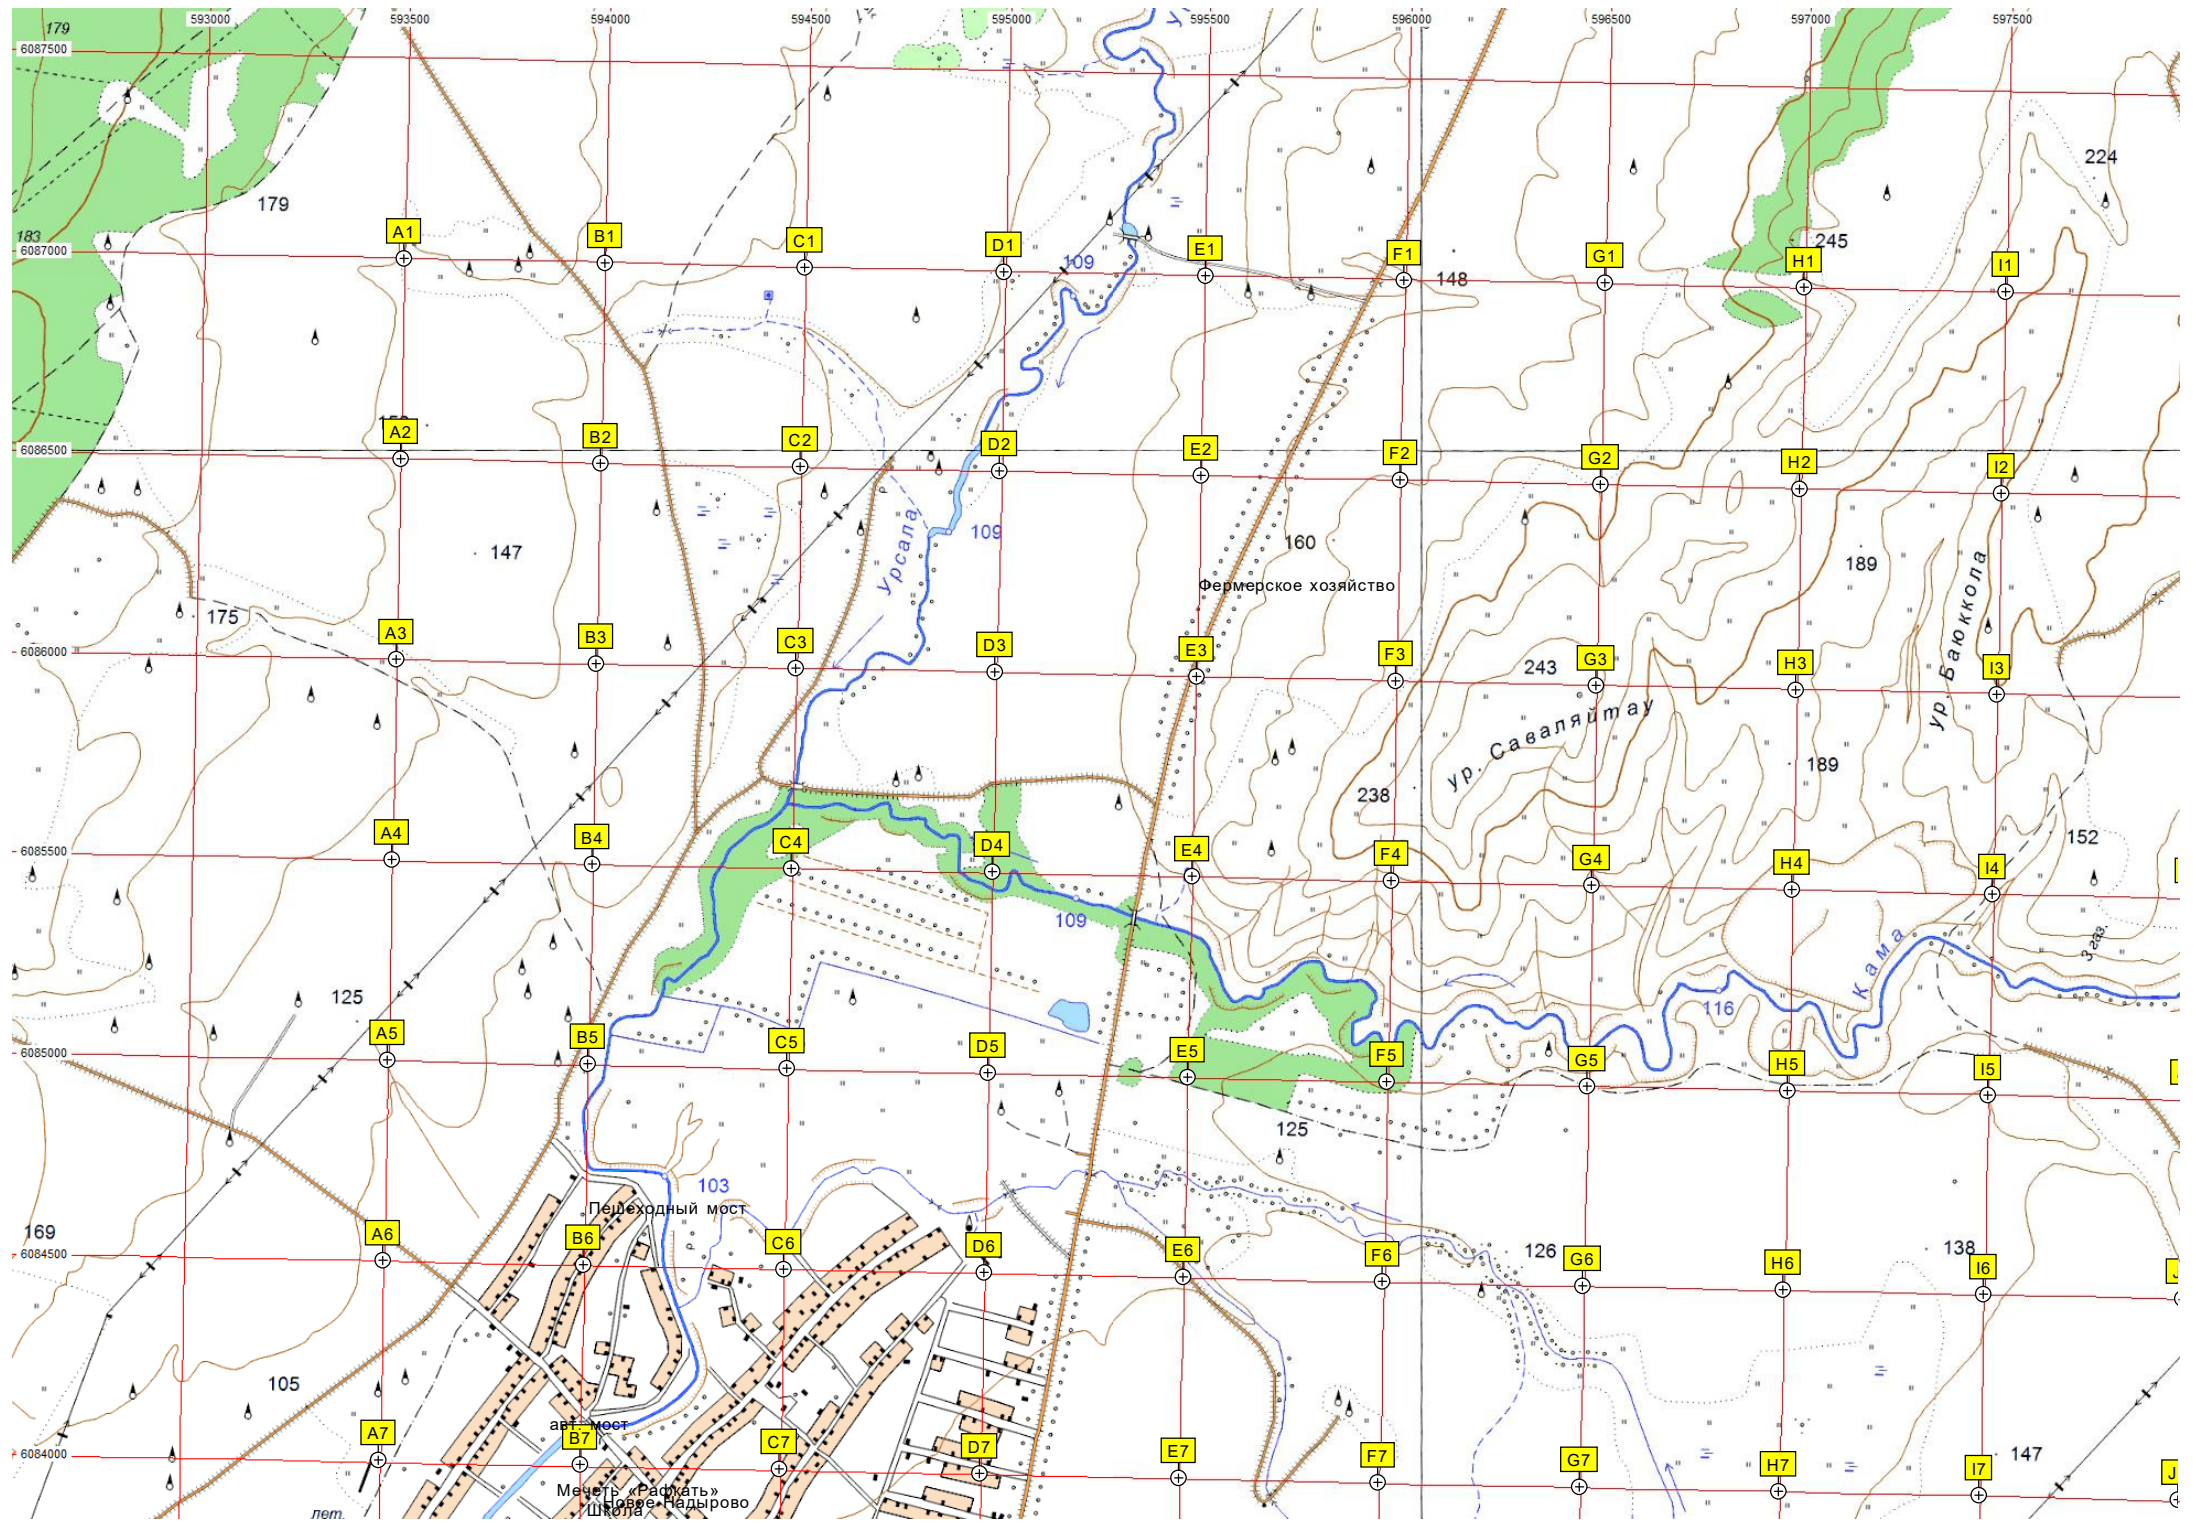 593000 593500 594000 594500 595000 595500 596000 596500 597000 597500
179
6087500
224
179
183
6087000
A1 B1 C1 D1 E1 F1 G1 H1 I1
109
148
245
A2 B2 C2 D2 E2 F2 G2 H2 I2
6086500
109
147
160
189
Урсала
Фермерское хозяйство
ур. Баюккола
175
6086000
A3 B3 C3 D3 E3 F3 G3 H3 I3
243
ур. Саваляйтау
189
238
152
A4 B4 C4 D4 E4 F4 G4 H4 I4
6085500
109
Кама
3 газ.
125
116
6085000
A5 B5 C5 D5 E5 F5 G5 H5 I5
125
103
Пешеходный мост
169
A6 B6 C6 D6 E6 F6 G6 H6 I6
6084500
126
138
105
авт. мост
6084000
A7 B7 C7 D7 E7 F7 G7 H7 I7
147
Мечеть «Рафкать»
Новое Надырово
Школа
лет.